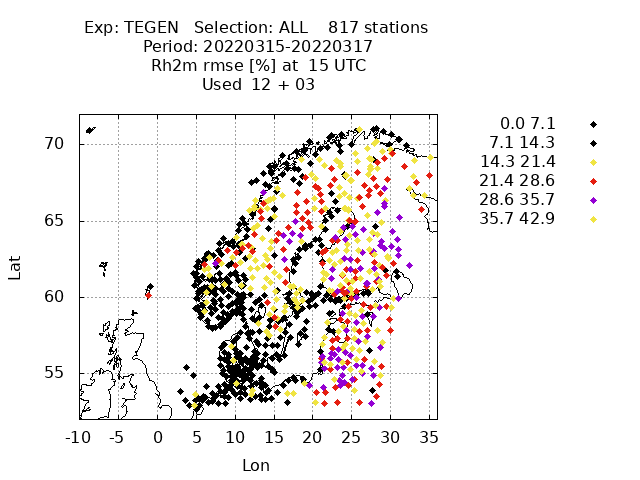 Exp: TEGEN   Selection: ALL    817 stations
Period: 20220315-20220317
Rh2m rmse [%] at  15 UTC
Used  12 + 03
0.0 7.1
7.1 14.3
14.3 21.4
21.4 28.6
28.6 35.7
35.7 42.9
70
65
60
55
Lat
-10 -5 0 5 10 15 20 25 30 35
Lon